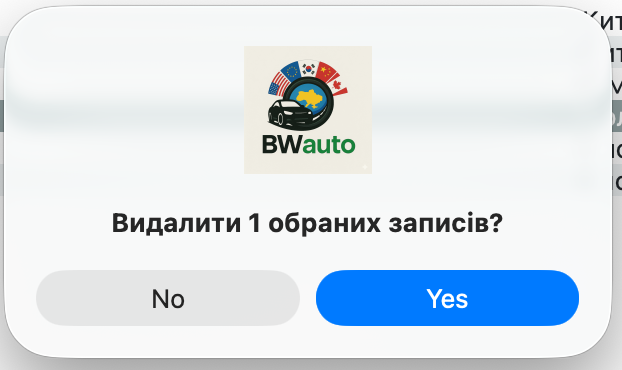 BWauto
Видалити 1 обраних записів?
No
Yes